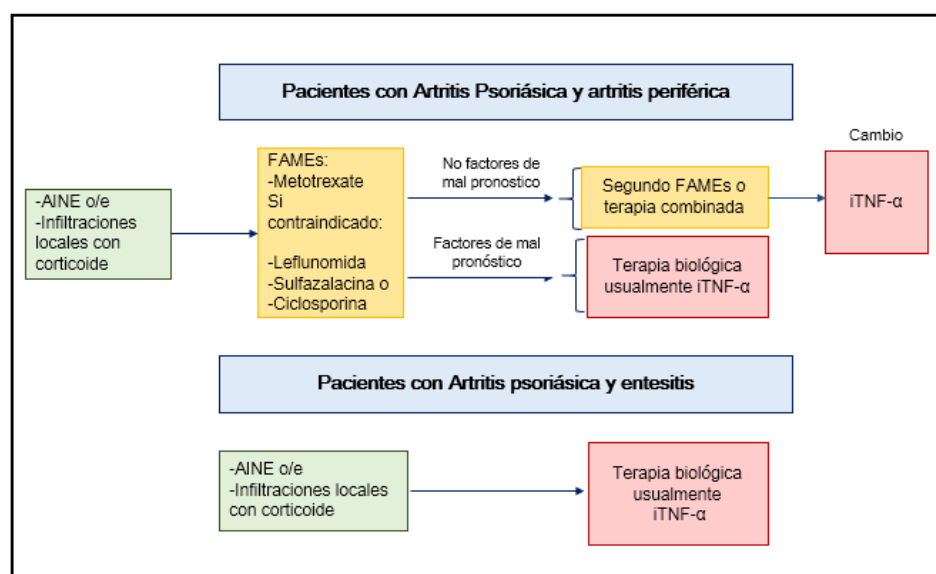 Pacientes con Artritis Psoriásica y artritis periférica
-AINE o/e
-Infiltraciones
locales con
corticoide
FAMEs:
-Metotrexate
Si
contraindicado:
-Leflunomida
-Sulfazalacina o
-Ciclosporina
No factores de
mal pronostico
Segundo FAMEs o
terapia combinada
Cambio
iTNF-α
Factores de mal
pronóstico
Terapia biológica
usualmente iTNF-α
Pacientes con Artritis psoriásica y entesitis
-AINE o/e
-Infiltraciones locales
con corticoide
Terapia biológica
usualmente
iTNF-α